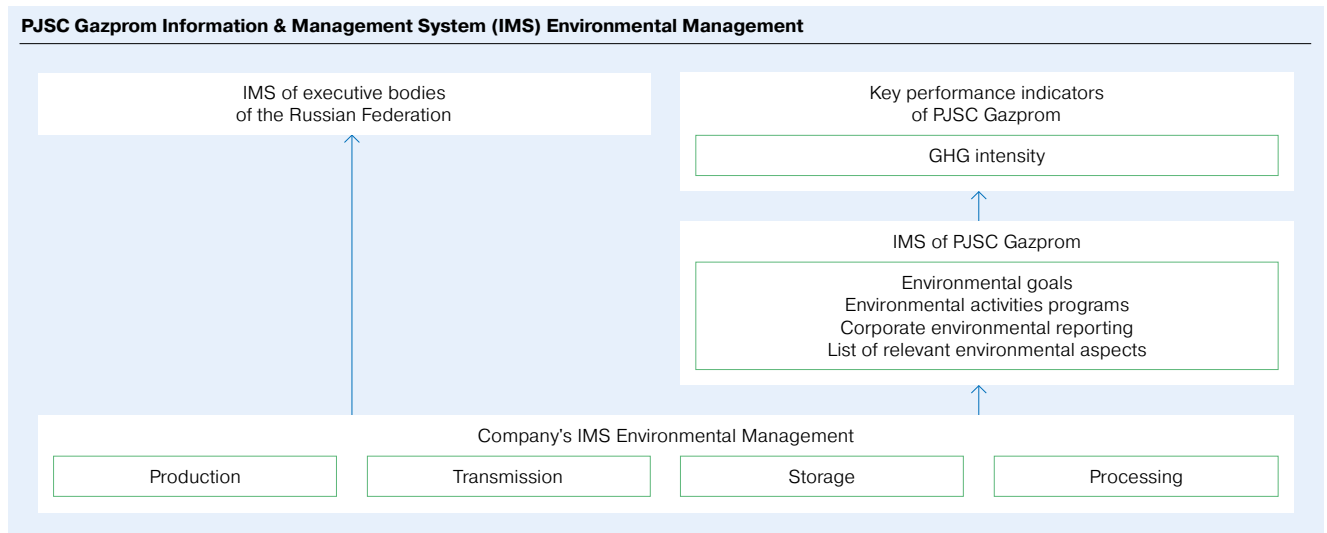 PJSC Gazprom Information & Management System (IMS) Environmental Management
IMS of executive bodies
of the Russian Federation
Key performance indicators
of PJSC Gazprom
GHG intensity
IMS of PJSC Gazprom
Environmental goals
Environmental activities programs
Corporate environmental reporting
List of relevant environmental aspects
Company's IMS Environmental Management
Production
Transmission
Storage
Processing